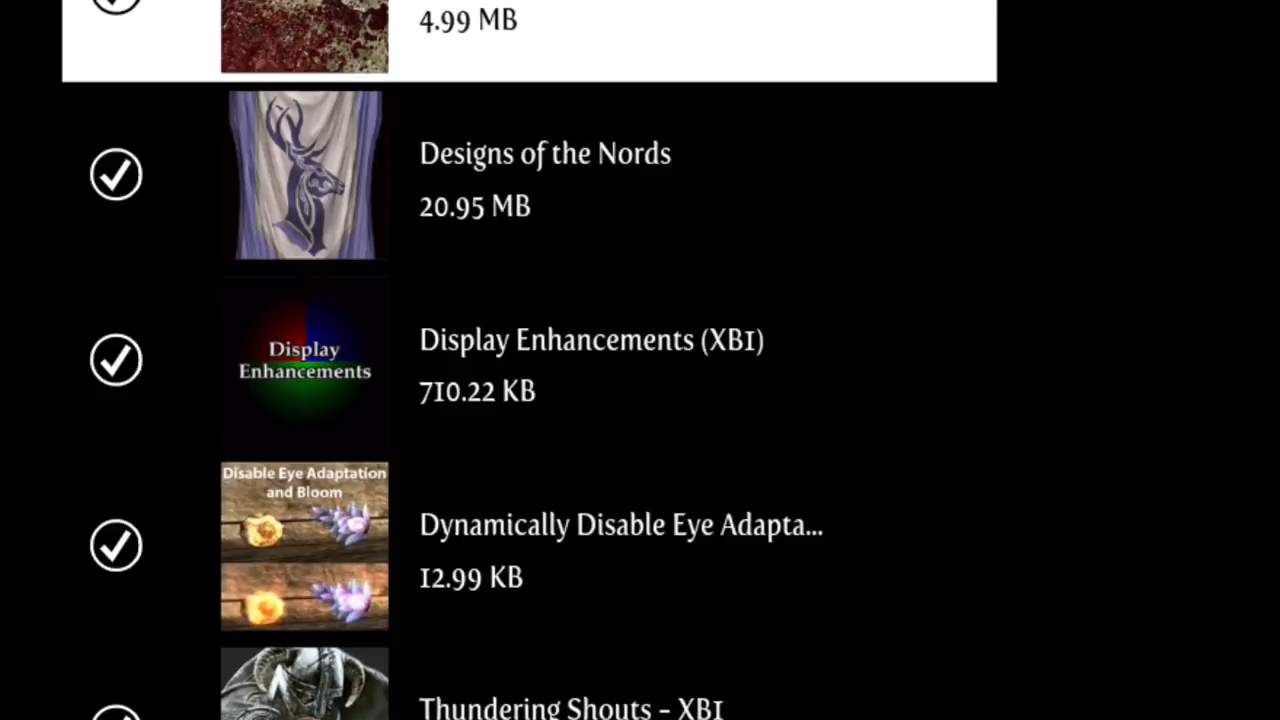 4.99 MB
Designs of the Nords
20.95 MB
Display
Enhancements
Display Enhancements (XB1)
710.22 KB
Disable Eye Adaptation
and Bloom
Dynamically Disable Eye Adapta...
12.99 KB
Thundering Shouts - XB1